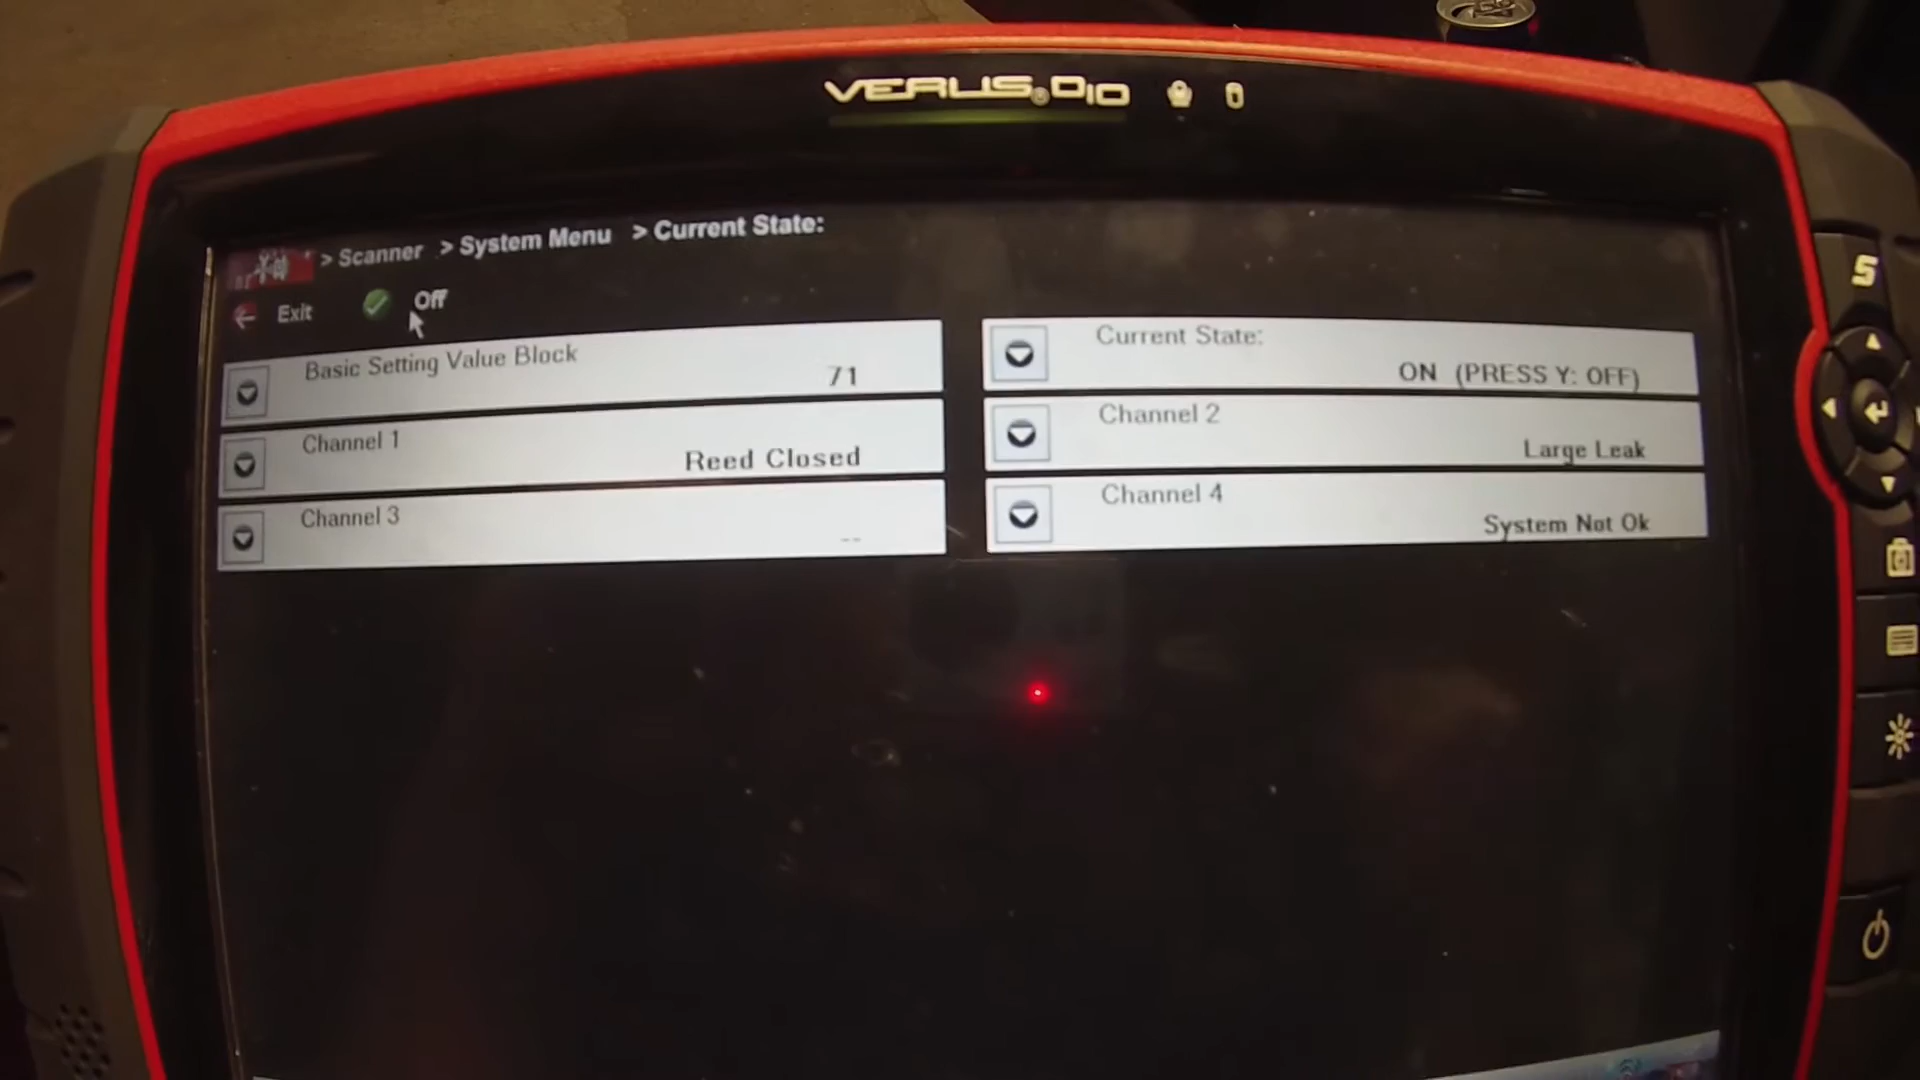 VERUS® D10
> Scanner > System Menu > Current State:
Exit Off
Basic Setting Value Block
71
Current State:
ON (PRESS Y: OFF)
Channel 1
Reed Closed
Channel 2
Large Leak
Channel 3
--
Channel 4
System Not Ok
S